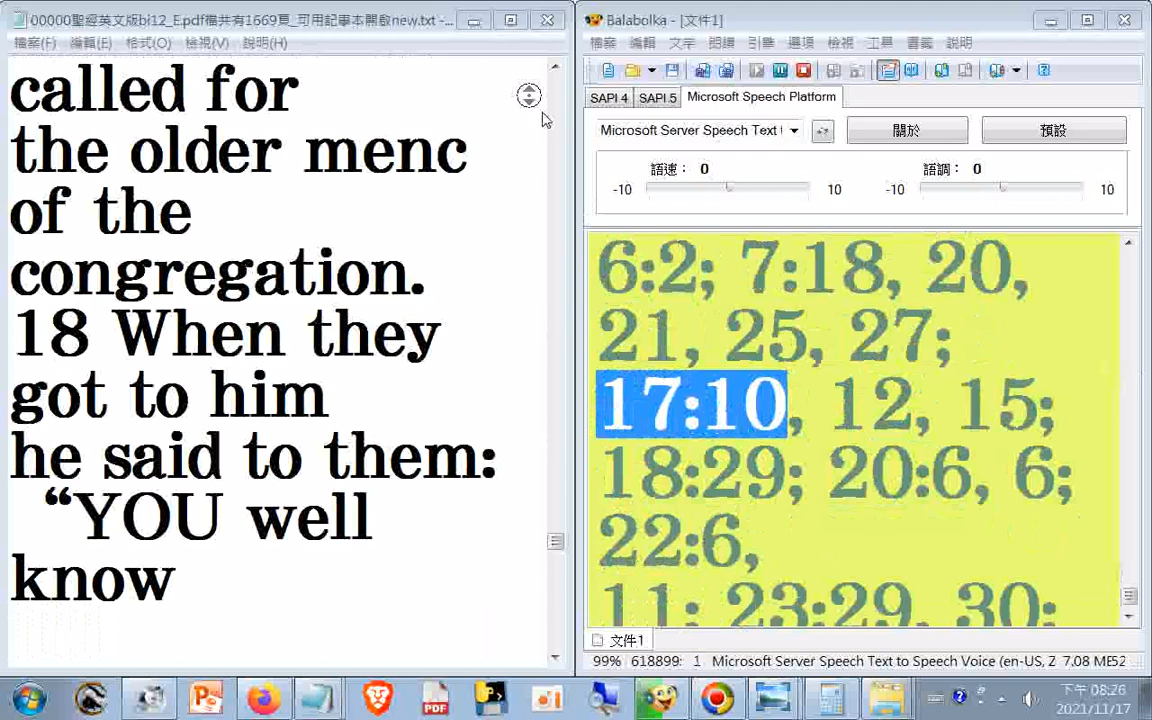 00000聖經英文版bi12_E.pdf檔共有1669頁_可用記事本開啟new.txt -...
檔案(F) 編輯(E) 格式(O) 檢視(V) 說明(H)
called for
the older menc
of the
congregation.
18 When they
got to him
he said to them:
“YOU well
know
Balabolka - [文件1]
檔案 編輯 文字 閱讀 引擎 選項 檢視 工具 書籤 說明
SAPI 4 SAPI 5 Microsoft Speech Platform
Microsoft Server Speech Text
關於 預設
語速: 0 語調: 0
-10 10 -10 10
6:2; 7:18, 20,
21, 25, 27;
17:10, 12, 15;
18:29; 20:6, 6;
22:6,
11; 23:29, 30;
文件1
99% 618899: 1 Microsoft Server Speech Text to Speech Voice (en-US, Z 7.08 ME52
PDF
下午 08:26
2021/11/17